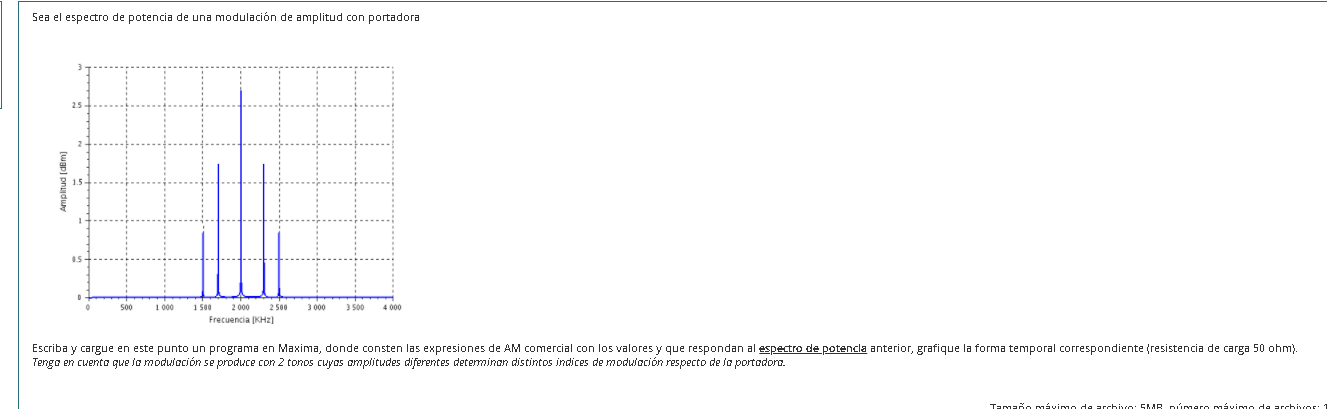 Sea el espectro de potencia de una modulación de amplitud con portadora
3
2.5
2
1.5
1
0.5
0
Amplitud [dBm]
0 500 1 000 1 500 2 000 2 500 3 000 3 500 4 000
Frecuencia [KHz]
Escriba y cargue en este punto un programa en Maxima, donde consten las expresiones de AM comercial con los valores y que respondan al espectro de potencia anterior, grafique la forma temporal correspondiente (resistencia de carga 50 ohm).
Tenga en cuenta que la modulación se produce con 2 tonos cuyas amplitudes diferentes determinan distintos indices de modulación respecto de la portadora.
Tamaño máximo de archivo: 5MB, número máximo de archivos: 1